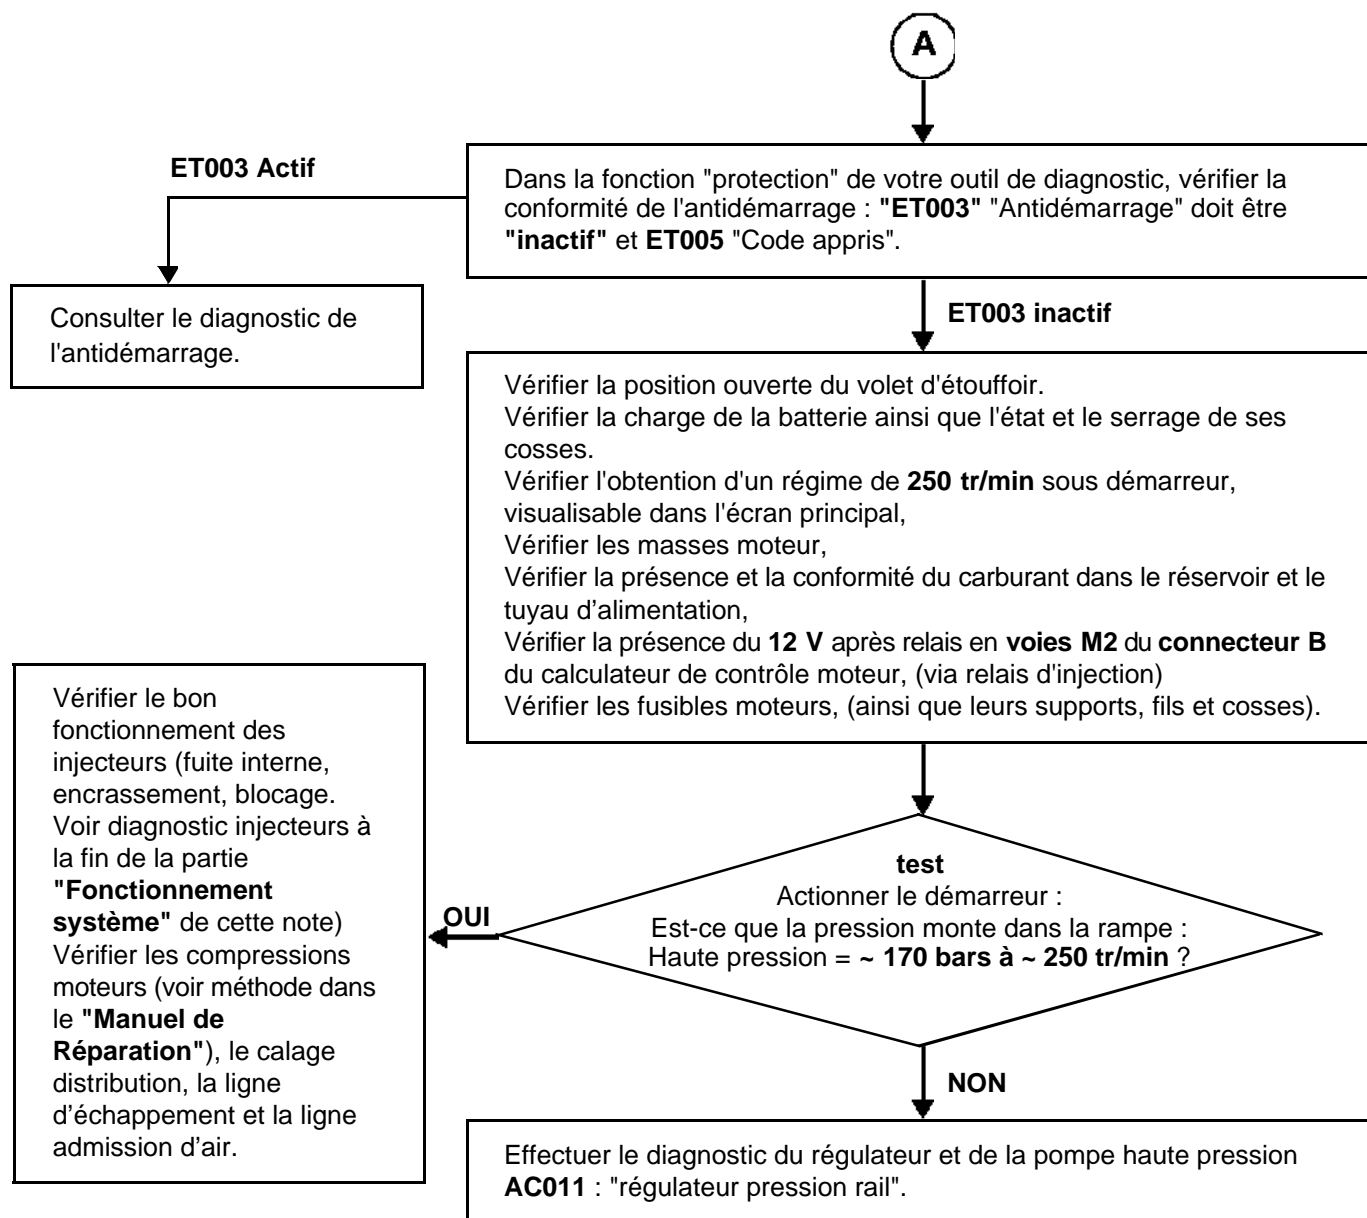 A
ET003 Actif
Dans la fonction "protection" de votre outil de diagnostic, vérifier la
conformité de l'antidémarrage : "ET003" "Antidémarrage" doit être
"inactif" et ET005 "Code appris".
Consulter le diagnostic de
l'antidémarrage.
ET003 inactif
Vérifier la position ouverte du volet d'étouffoir.
Vérifier la charge de la batterie ainsi que l'état et le serrage de ses
cosses.
Vérifier l'obtention d'un régime de 250 tr/min sous démarreur,
visualisable dans l'écran principal,
Vérifier les masses moteur,
Vérifier la présence et la conformité du carburant dans le réservoir et le
tuyau d’alimentation,
Vérifier la présence du 12 V après relais en voies M2 du connecteur B
du calculateur de contrôle moteur, (via relais d'injection)
Vérifier les fusibles moteurs, (ainsi que leurs supports, fils et cosses).
Vérifier le bon
fonctionnement des
injecteurs (fuite interne,
encrassement, blocage.
Voir diagnostic injecteurs à
la fin de la partie
"Fonctionnement
système" de cette note)
Vérifier les compressions
moteurs (voir méthode dans
le "Manuel de
Réparation"), le calage
distribution, la ligne
d’échappement et la ligne
admission d’air.
OUI
test
Actionner le démarreur :
Est-ce que la pression monte dans la rampe :
Haute pression = ~ 170 bars à ~ 250 tr/min ?
NON
Effectuer le diagnostic du régulateur et de la pompe haute pression
AC011 : "régulateur pression rail".